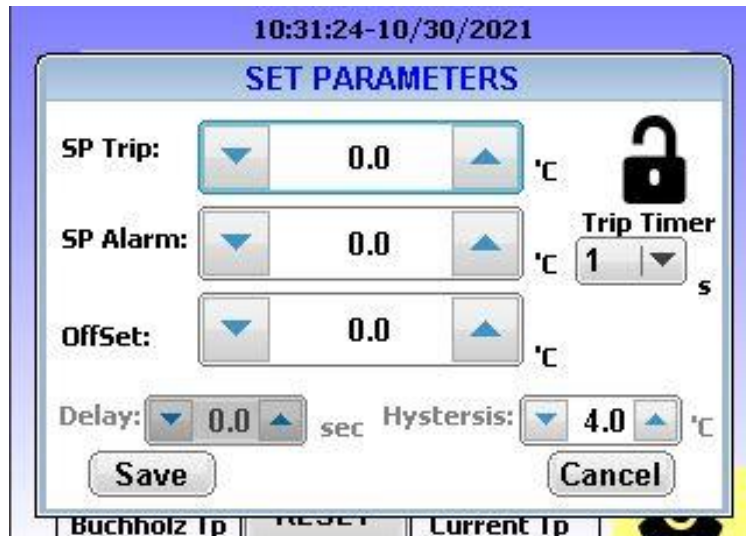 10:31:24-10/30/2021
SET PARAMETERS
SP Trip: 0.0 'C
Trip Timer
SP Alarm: 0.0 'C 1 s
OffSet: 0.0 'C
Delay: 0.0 sec Hystersis: 4.0 'C
Save Cancel
Buchholz Tp RESET Current Tp